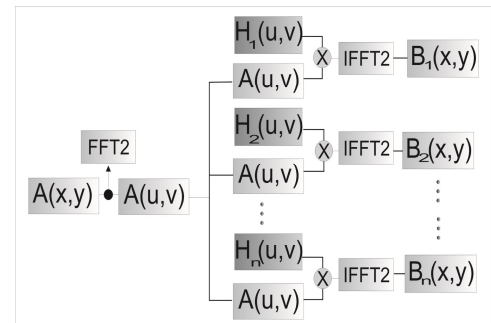 H₁(u,v)
X
IFFT2
B₁(x,y)
A(u,v)
FFT2
H₂(u,v)
X
IFFT2
B₂(x,y)
A(x,y)
A(u,v)
A(u,v)
Hₙ(u,v)
X
IFFT2
Bₙ(x,y)
A(u,v)